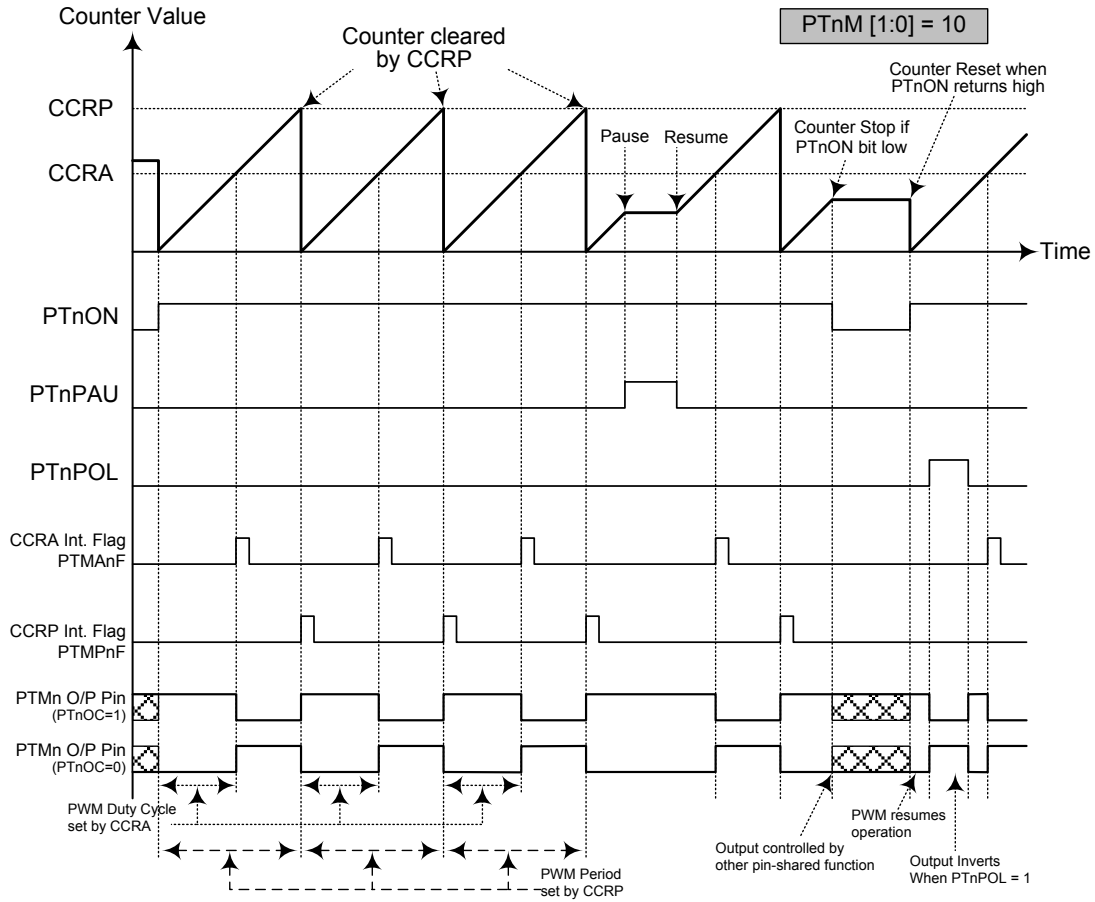 Counter Value
PTnM [1:0] = 10
Counter cleared
by CCRP
Counter Reset when
PTnON returns high
CCRP
Pause
Resume
Counter Stop if
PTnON bit low
CCRA
Time
PTnON
PTnPAU
PTnPOL
CCRA Int. Flag
PTMAnF
CCRP Int. Flag
PTMPnF
PTMn O/P Pin
(PTnOC=1)
PTMn O/P Pin
(PTnOC=0)
PWM Duty Cycle
set by CCRA
PWM resumes
operation
Output controlled by
other pin-shared function
Output Inverts
When PTnPOL = 1
PWM Period
set by CCRP